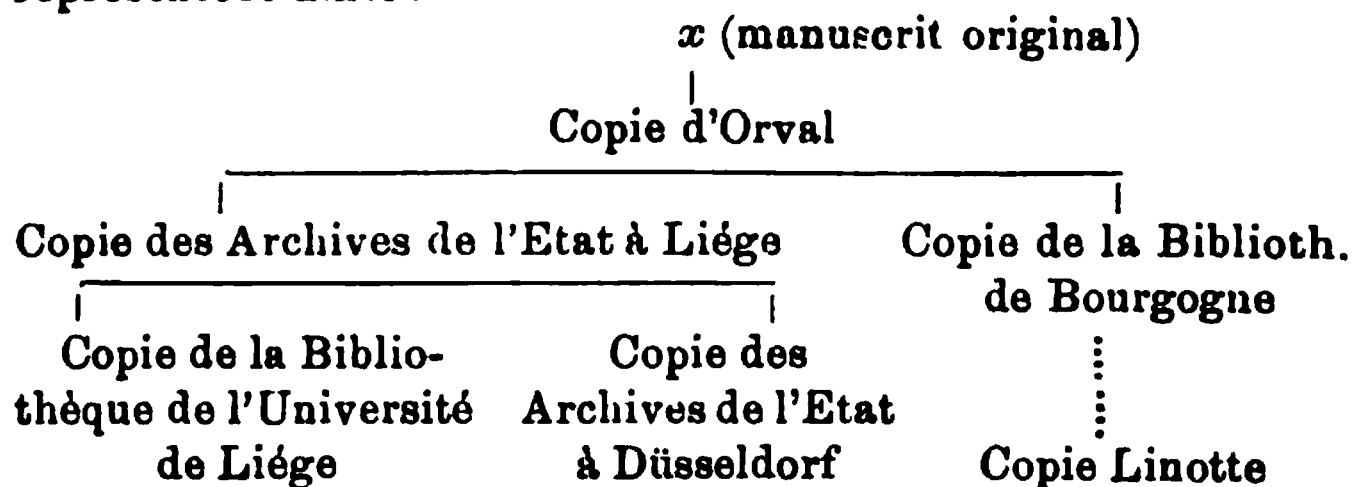 x (manuscrit original)
Copie d'Orval
Copie des Archives de l'Etat à Liége
Copie de la Biblioth.
de Bourgogne
Copie de la Biblio-
thèque de l'Université
de Liége
Copie des
Archives de l'Etat
à Düsseldorf
Copie Linotte